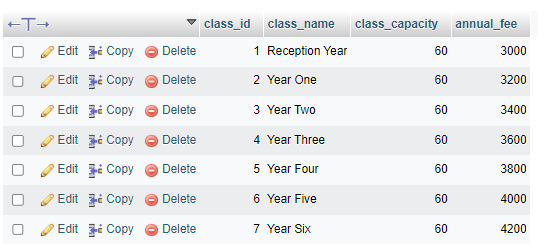 class_id class_name class_capacity annual_fee
Edit Copy Delete 1 Reception Year 60 3000
Edit Copy Delete 2 Year One 60 3200
Edit Copy Delete 3 Year Two 60 3400
Edit Copy Delete 4 Year Three 60 3600
Edit Copy Delete 5 Year Four 60 3800
Edit Copy Delete 6 Year Five 60 4000
Edit Copy Delete 7 Year Six 60 4200